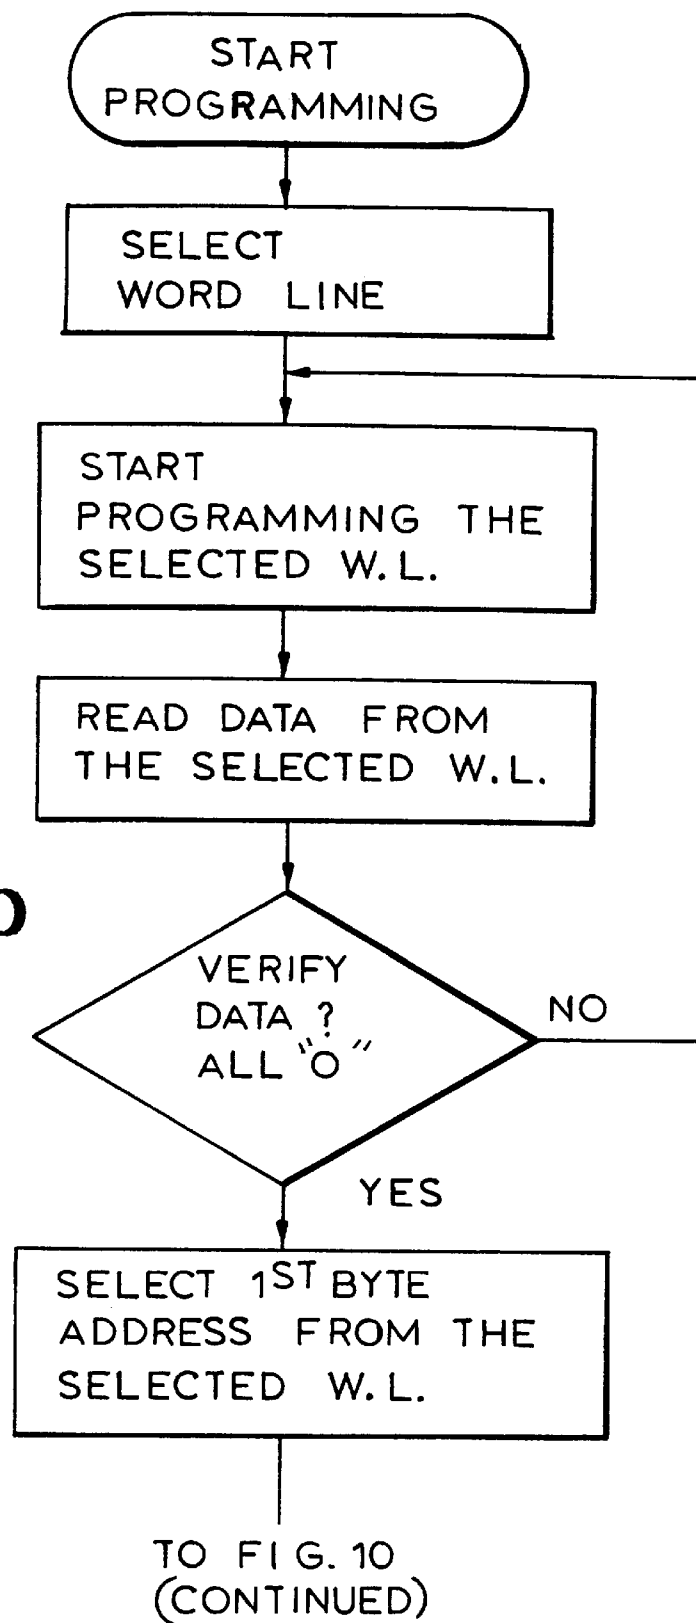 START
PROGRAMMING
SELECT
WORD LINE
START
PROGRAMMING THE
SELECTED W.L.
READ DATA FROM
THE SELECTED W.L.
VERIFY
DATA ?
ALL "O"
NO
YES
SELECT 1ST BYTE
ADDRESS FROM THE
SELECTED W.L.
TO FIG. 10
(CONTINUED)